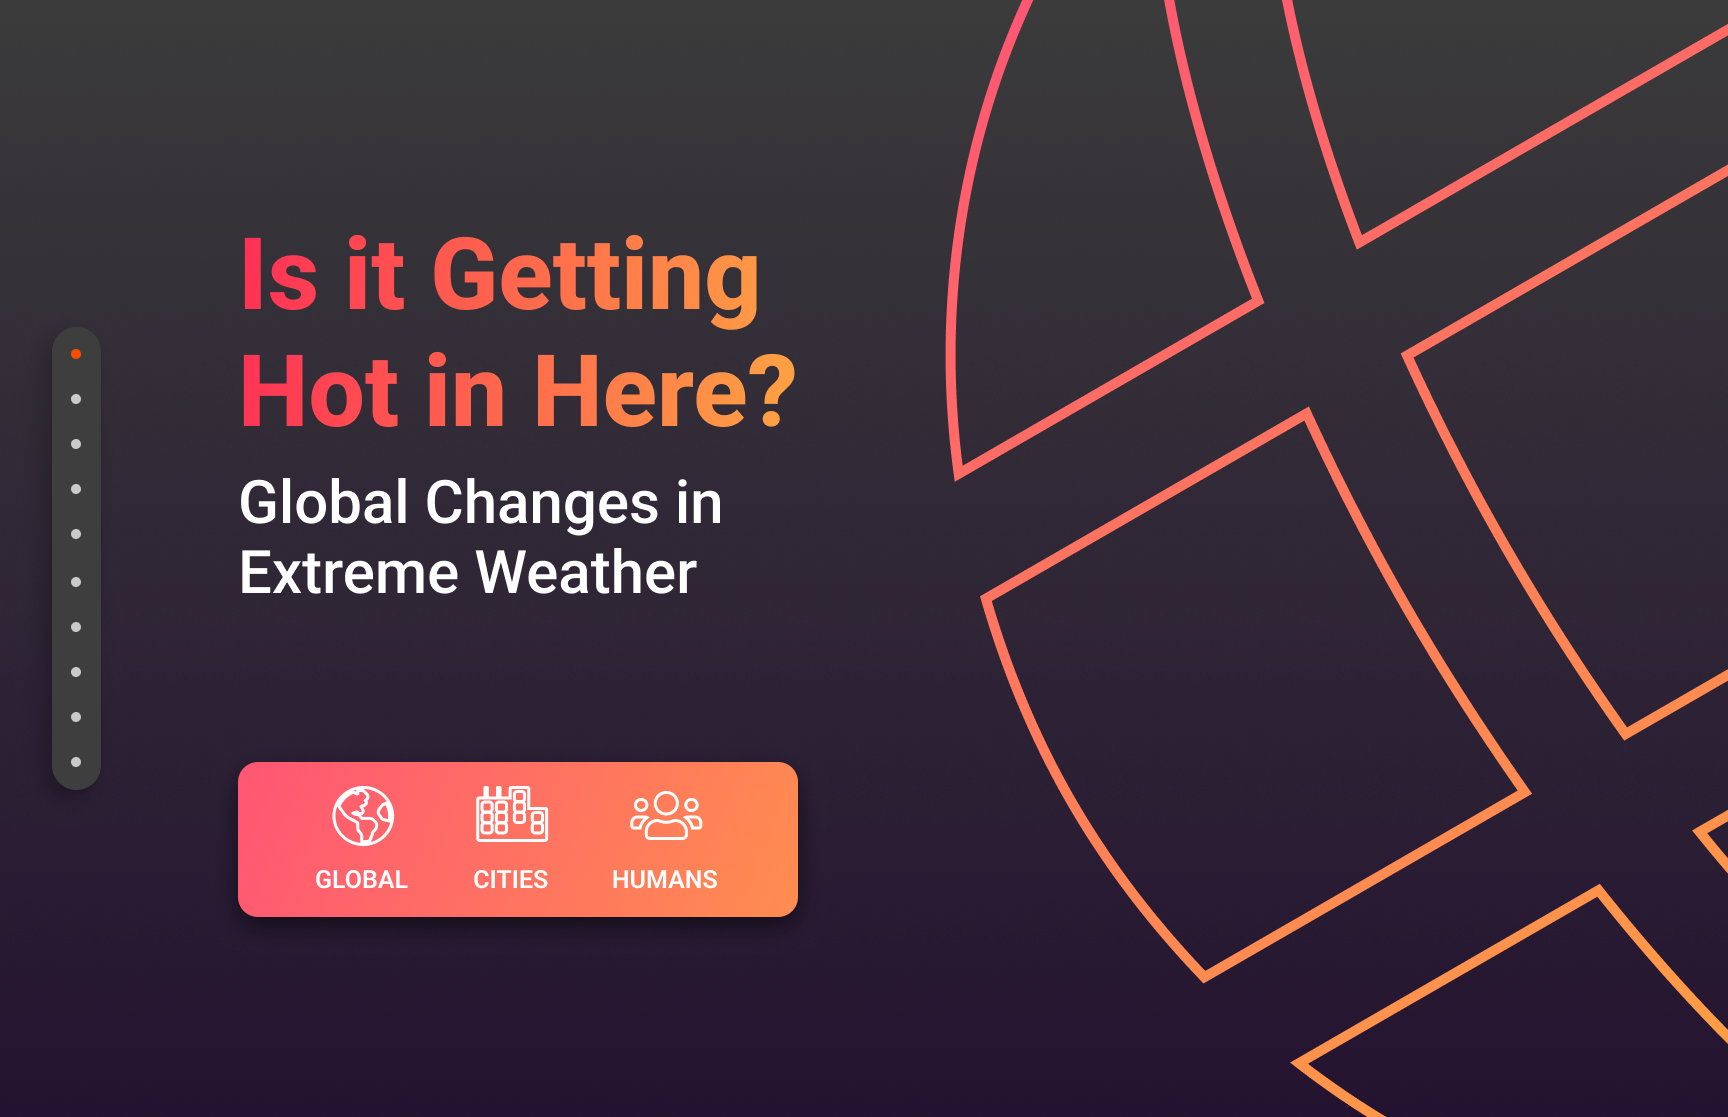 Is it Getting
Hot in Here?
Global Changes in
Extreme Weather
GLOBAL CITIES HUMANS